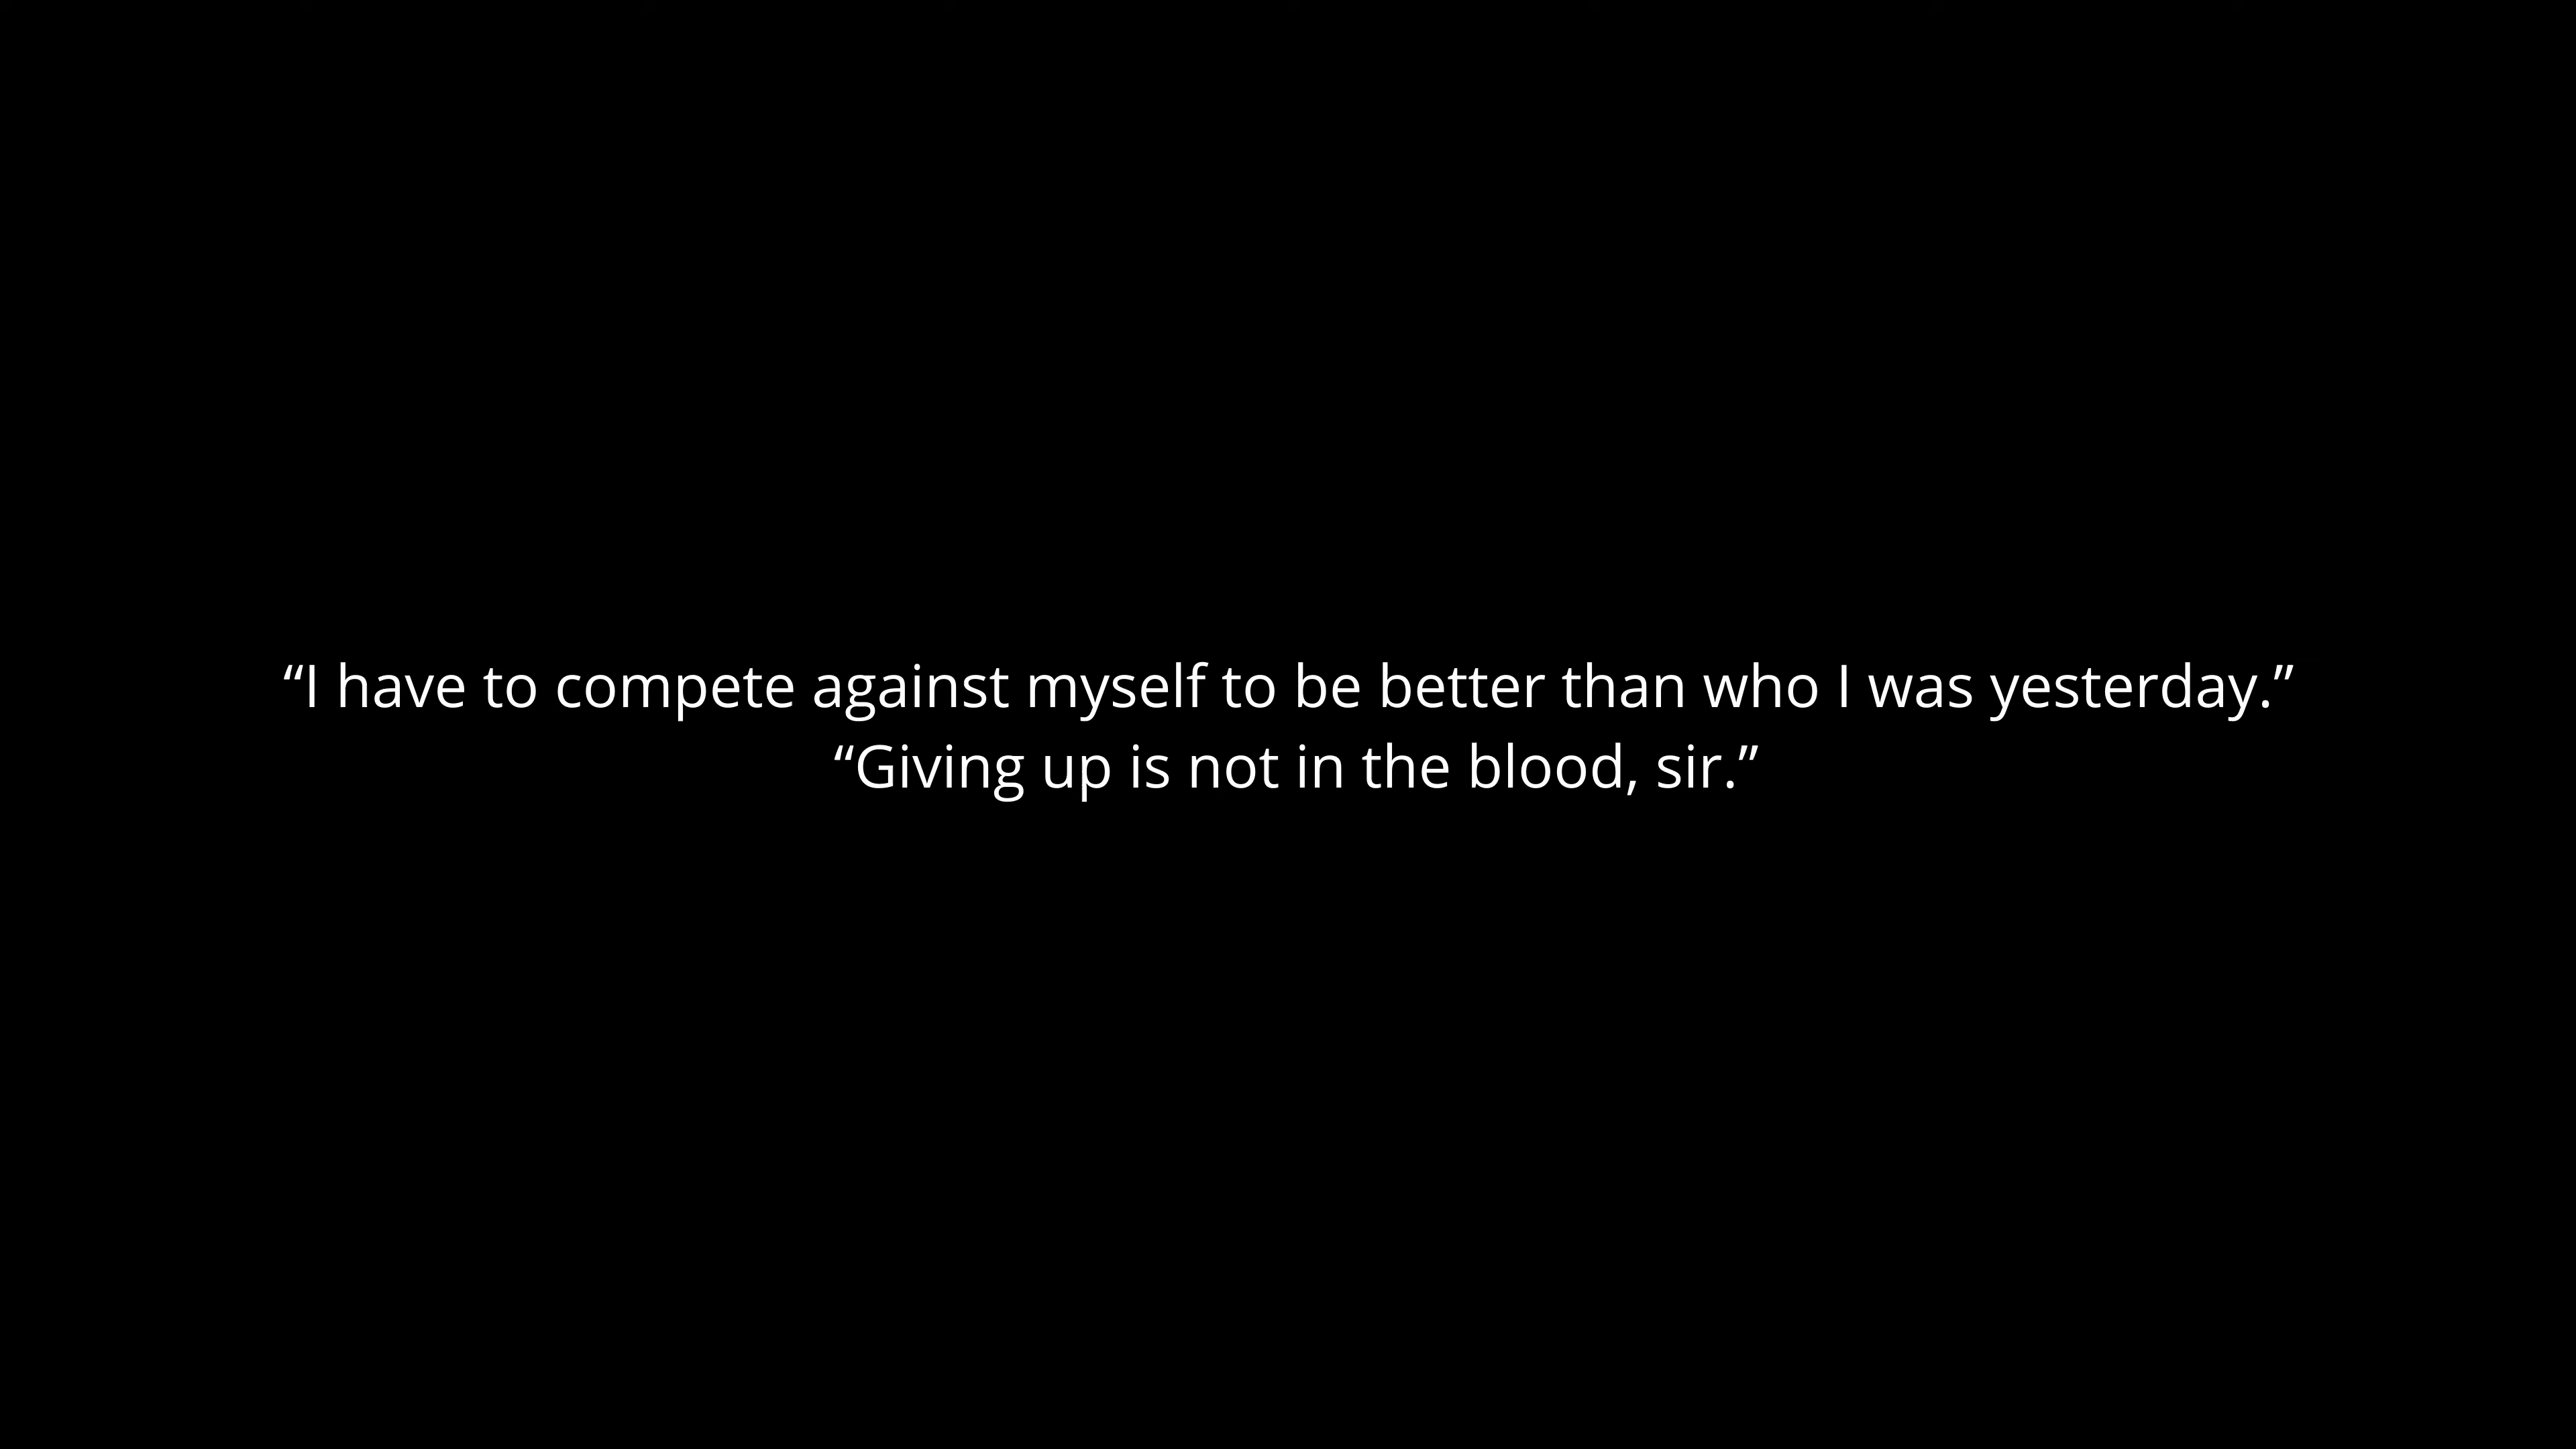 “I have to compete against myself to be better than who I was yesterday.”
“Giving up is not in the blood, sir.”